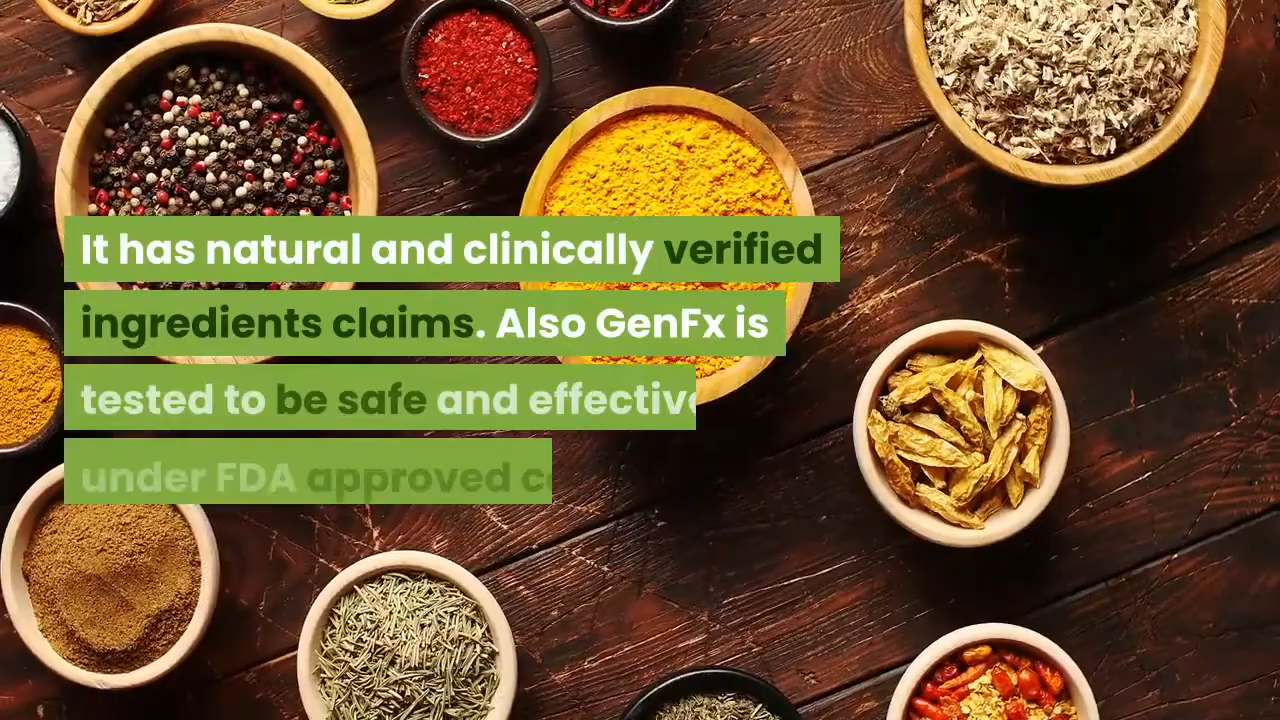 It has natural and clinically verified
ingredients claims. Also GenFx is
tested to be safe and effective
under FDA approved